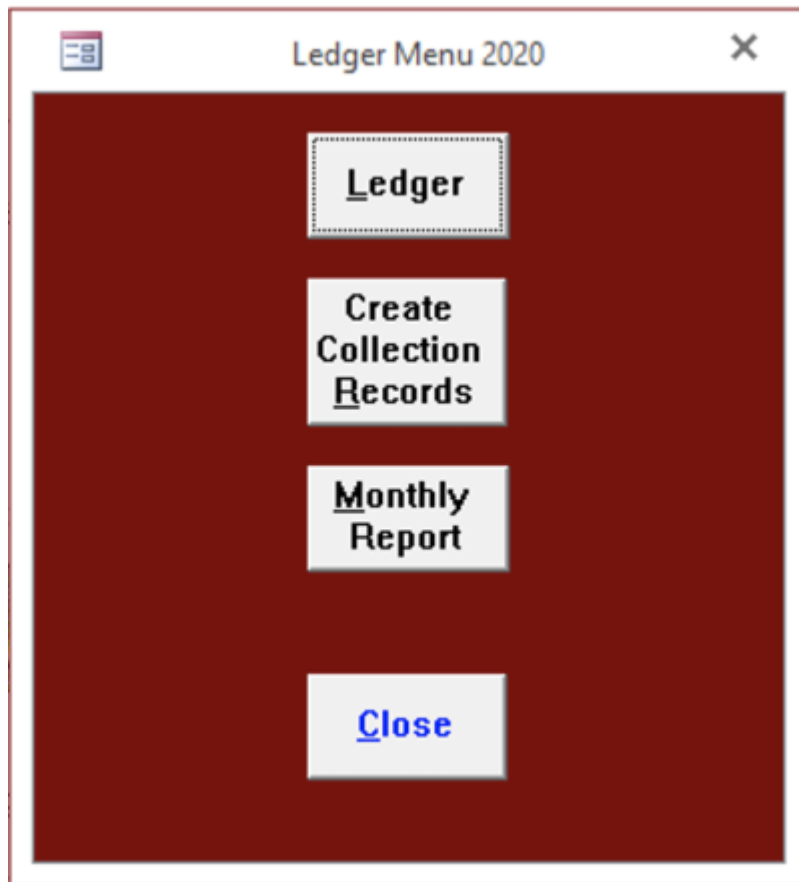 Ledger Menu 2020
Ledger
Create
Collection
Records
Monthly
Report
Close